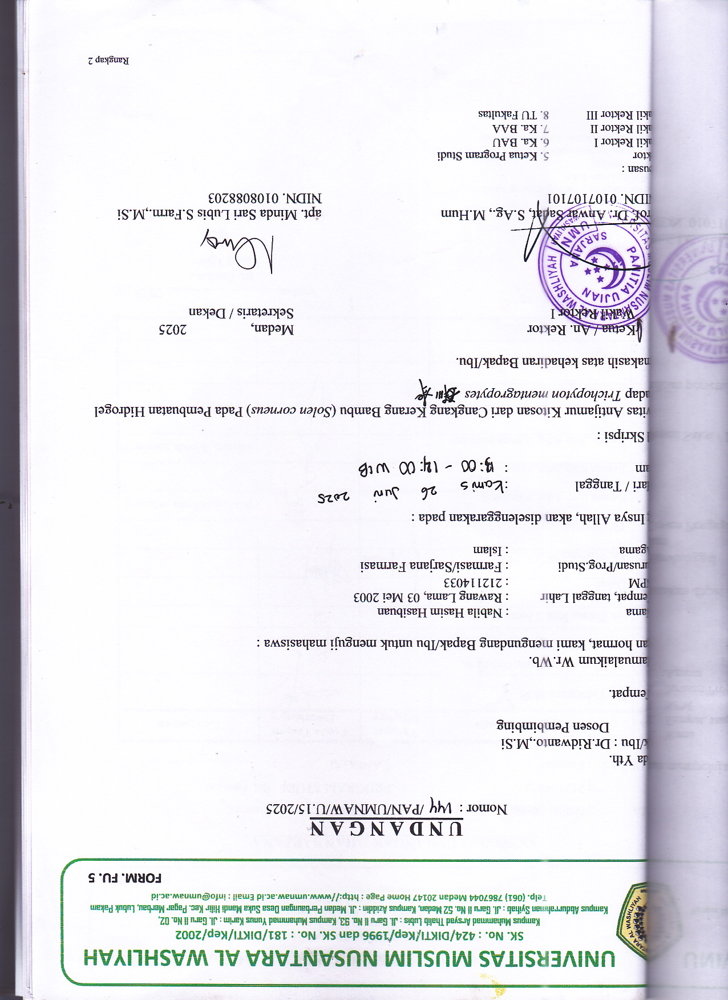 UNIVERSITAS MUSLIM NUSANTARA AL WASHLIYAH
SK. No. : 424/DIKTI/Kep/1996 dan SK. No. : 181/DIKTI/Kep/2002
Kampus Muhammad Arsyad Thalib Lubis : Jl. Garu II No. 93, Kampus Muhammad Yunus Karim : Jl. Garu II No. 02,
Kampus Abdurrahman Syihab : Jl. Garu II No. 52 Medan, Kampus Aziddin : Jl. Medan Perbaungan Desa Suka Mandi Hilir Kec. Pagar Merbau, Lubuk Pakam
Telp. (061) 7867044 Medan 20147 Home Page : http://www.umnaw.ac.id Email : info@umnaw.ac.id
FORM. FU. 5
UNDANGAN
Nomor : 144 /PAN/UMNAW/U.15/2025
da Yth.
k/Ibu : Dr.Ridwanto.,M.Si
Dosen Pembimbing
Tempat.
amualaikum Wr.Wb.
an hormat, kami mengundang Bapak/Ibu untuk menguji mahasiswa :
ama : Nabila Hasim Hasibuan
empat, tanggal Lahir : Rawang Lama, 03 Mei 2003
PM : 212114033
urusan/Prog.Studi : Farmasi/Sarjana Farmasi
gama : Islam
Insya Allah, akan diselenggarakan pada :
ari / Tanggal : Kamis 26 Juni 2025
am : :00 - 14:00 WIB
l Skripsi :
vitas Antijamur Kitosan dari Cangkang Kerang Bambu (Solen corneus) Pada Pembuatan Hidrogel
adap Trichopyton mentagropytes
makasih atas kehadiran Bapak/Ibu.
Ketua / An. Rektor
Wakil Rektor I
Medan, 2025
Sekretaris / Dekan
UNIVERSITAS MUSLIM NUSANTARA AL WASHLIYAH
PANITIA UJIAN
SARJANA
UMN
rof. Dr. Anwar Sadat, S.Ag., M.Hum
IDN. 0107107101
apt. Minda Sari Lubis S.Farm.,M.Si
NIDN. 0108088203
busan :
ktor 5. Ketua Program Studi
akil Rektor I 6. Ka. BAU
akil Rektor II 7. Ka. BAA
akil Rektor III 8. TU Fakultas
Rangkap 2